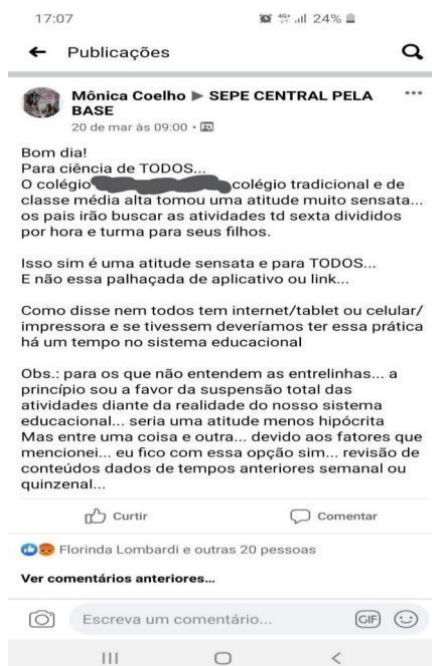 17:07 4G+ 24%
Publicações
Mônica Coelho ▶ SEPE CENTRAL PELA
BASE
20 de mar às 09:00 •
Bom dia!
Para ciência de TODOS...
O colégio colégio tradicional e de
classe média alta tomou uma atitude muito sensata...
os pais irão buscar as atividades td sexta divididos
por hora e turma para seus filhos.
Isso sim é uma atitude sensata e para TODOS...
E não essa palhaçada de aplicativo ou link...
Como disse nem todos tem internet/tablet ou celular/
impressora e se tivessem deveríamos ter essa prática
há um tempo no sistema educacional
Obs.: para os que não entendem as entrelinhas... a
princípio sou a favor da suspensão total das
atividades diante da realidade do nosso sistema
educacional... seria uma atitude menos hipócrita
Mas entre uma coisa e outra... devido aos fatores que
mencionei... eu fico com essa opção sim... revisão de
conteúdos dados de tempos anteriores semanal ou
quinzenal...
Curtir Comentar
Florinda Lombardi e outras 20 pessoas
Ver comentários anteriores...
Escreva um comentário... GIF